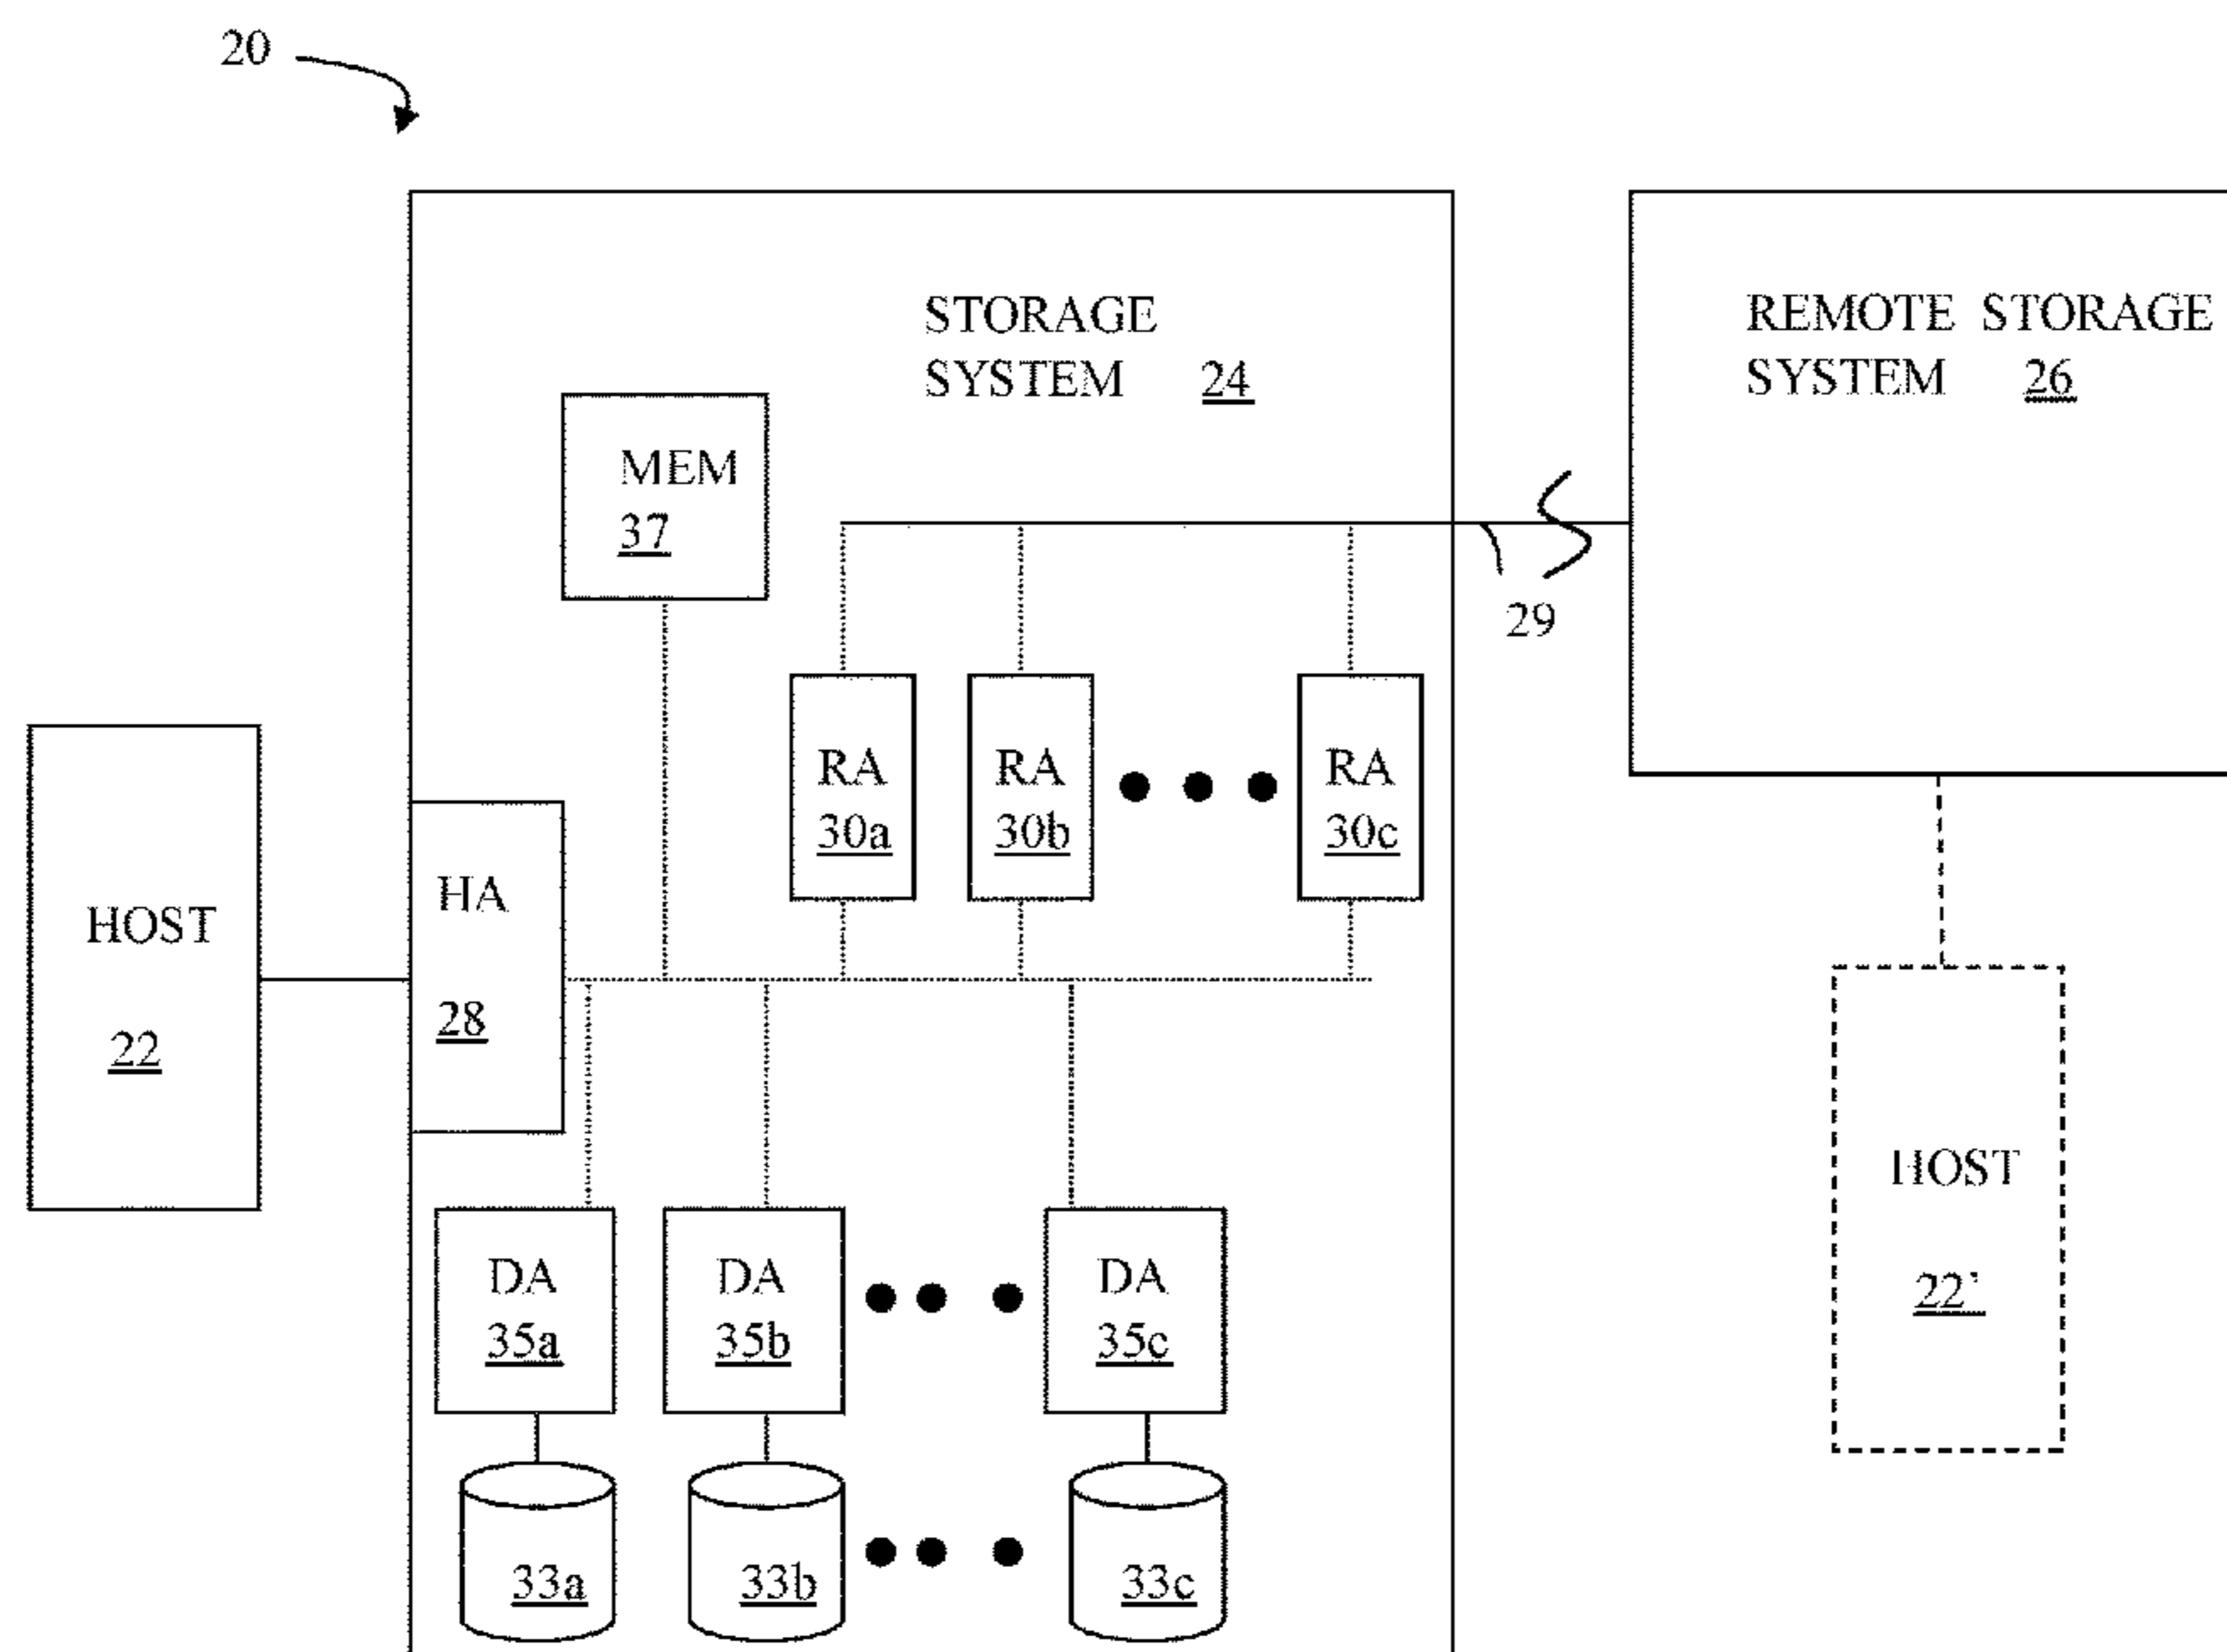 20
STORAGE
SYSTEM 24
REMOTE STORAGE
SYSTEM 26
MEM
37
29
RA
30a
RA
30b
RA
30c
HOST
22
HA
28
HOST
22'
DA
35a
DA
35b
DA
35c
33a
33b
33c